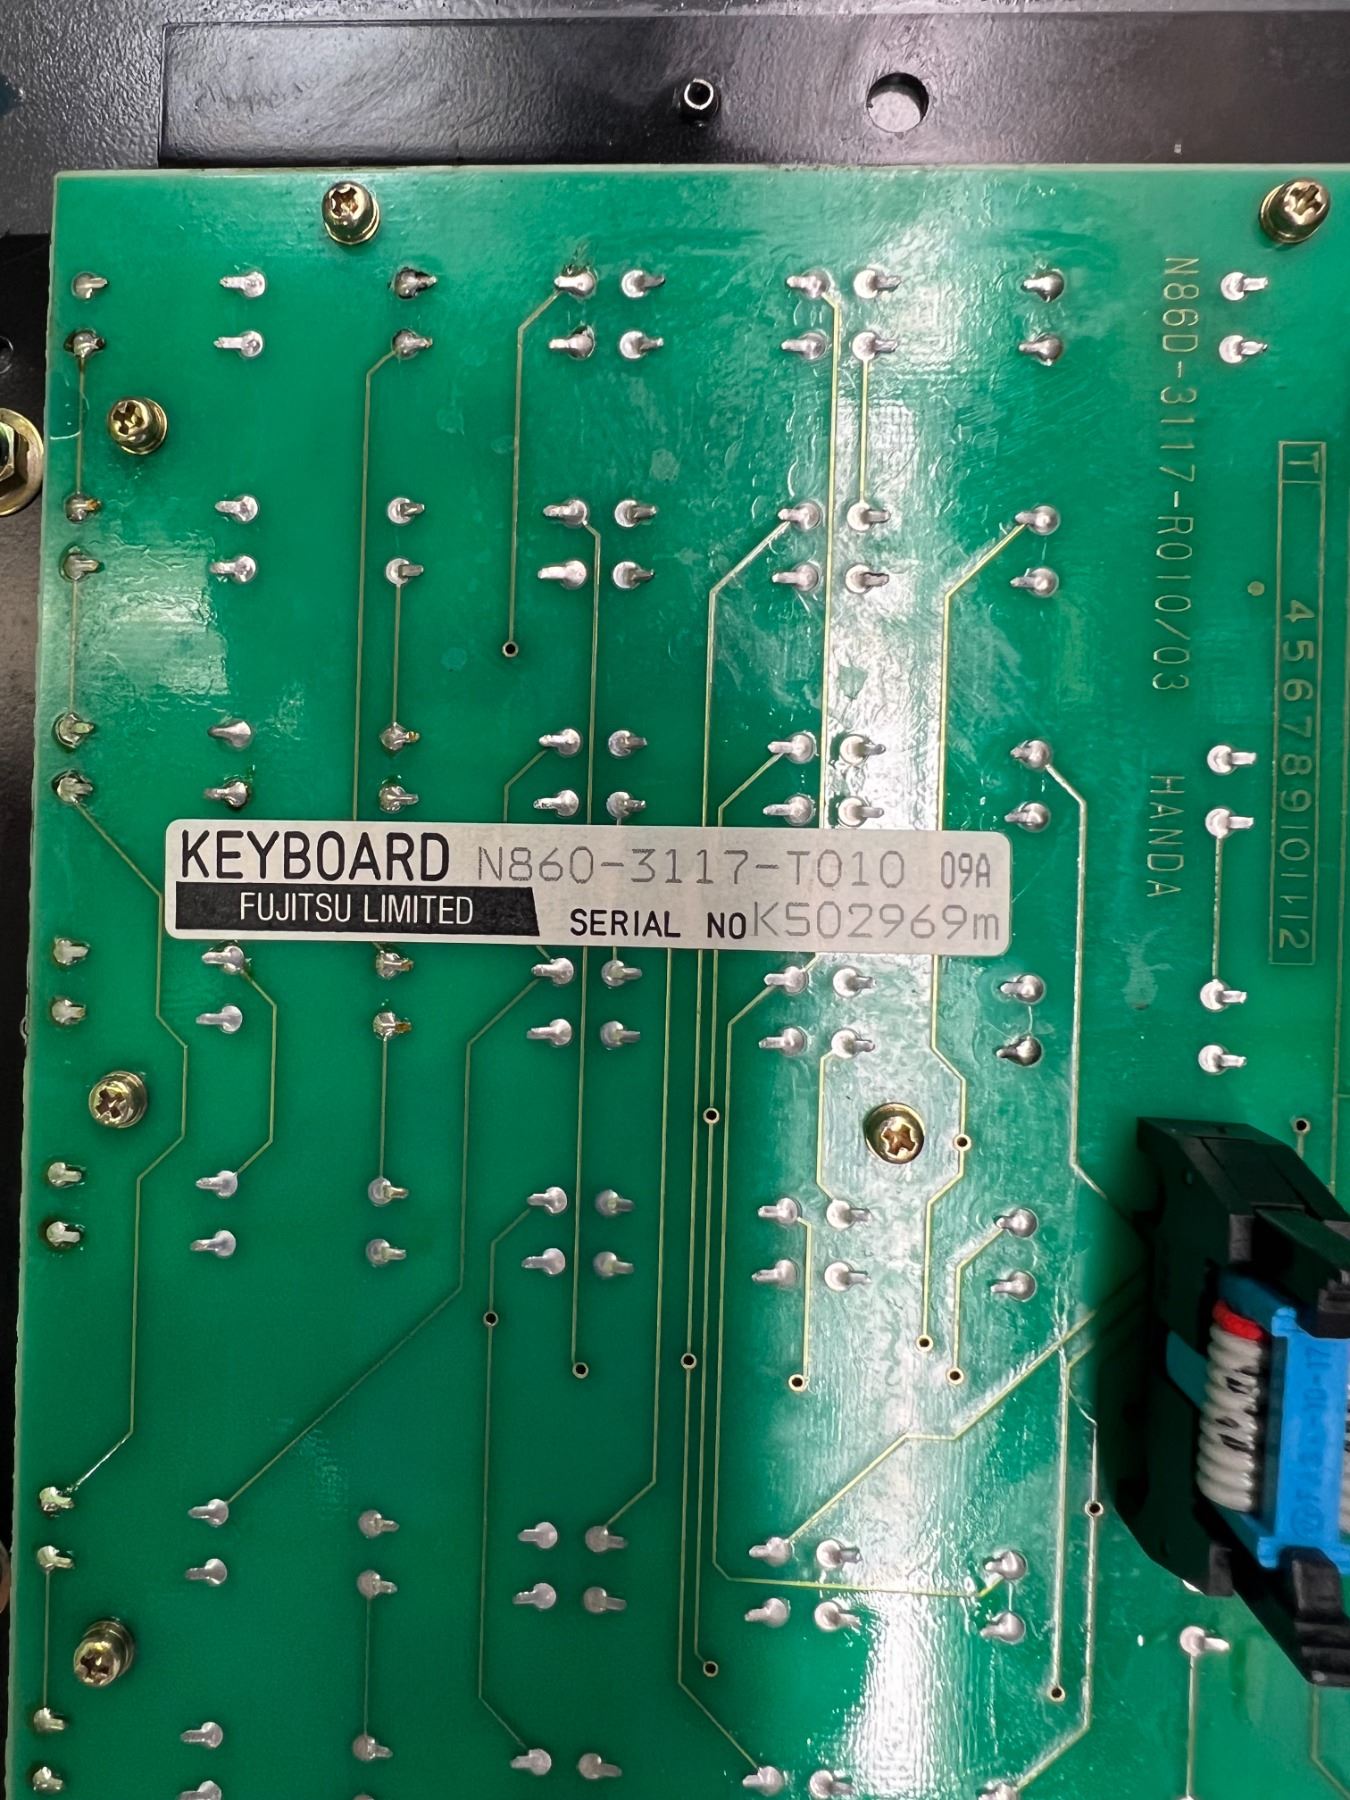 KEYBOARD N860-3117-T010 09A
FUJITSU LIMITED SERIAL NO K502969m
N86D-3117-R010/03 HANDA
T 4 5 6 7 8 9 10 11 12